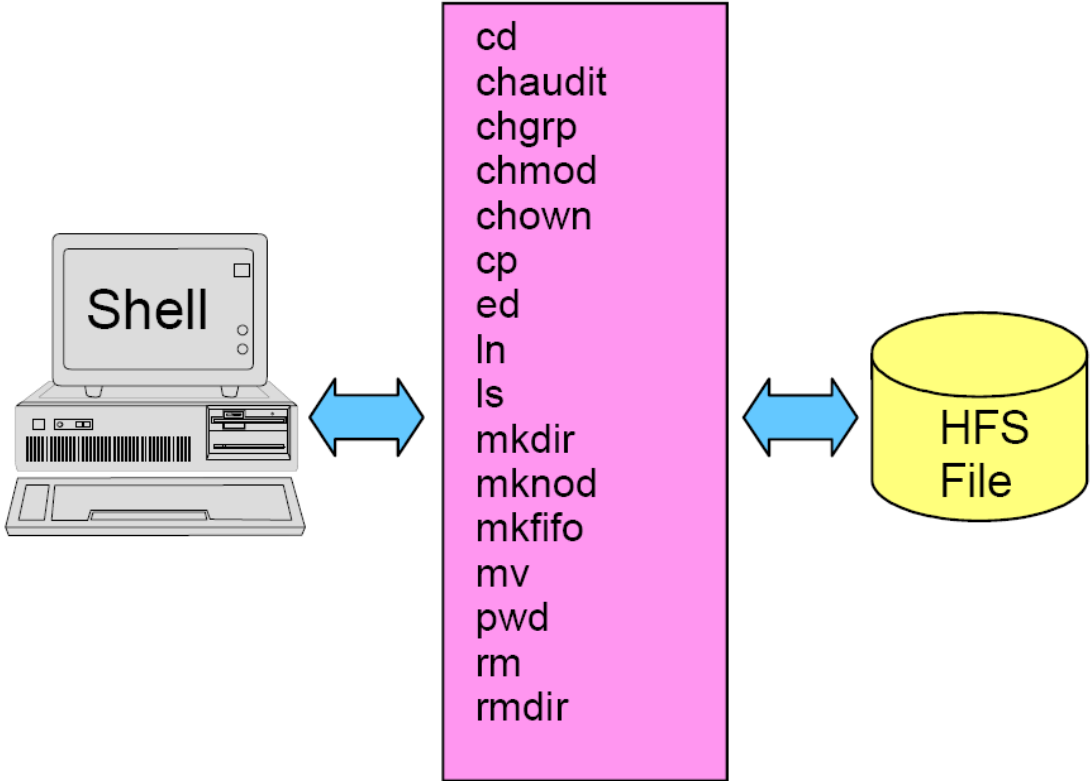 Shell
cd
chaudit
chgrp
chmod
chown
cp
ed
ln
ls
mkdir
mknod
mkfifo
mv
pwd
rm
rmdir
HFS
File